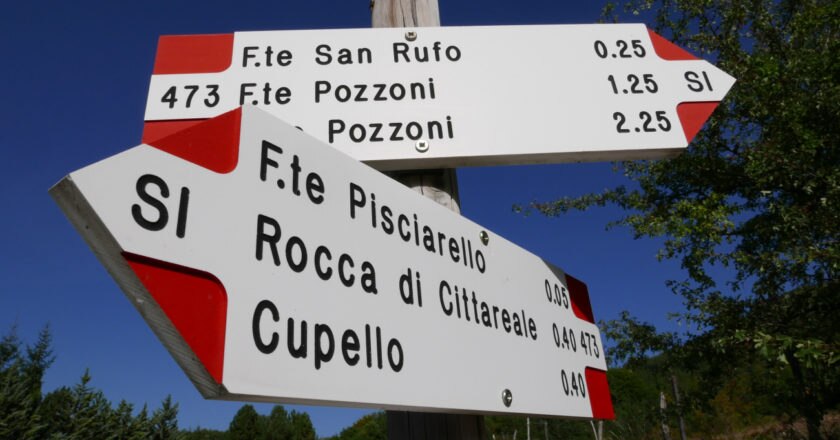 F.te San Rufo 0.25
473 F.te Pozzoni 1.25 SI
Pozzoni 2.25
F.te Pisciarello 0.05
SI Rocca di Cittareale 0.40 473
Cupello 0.40